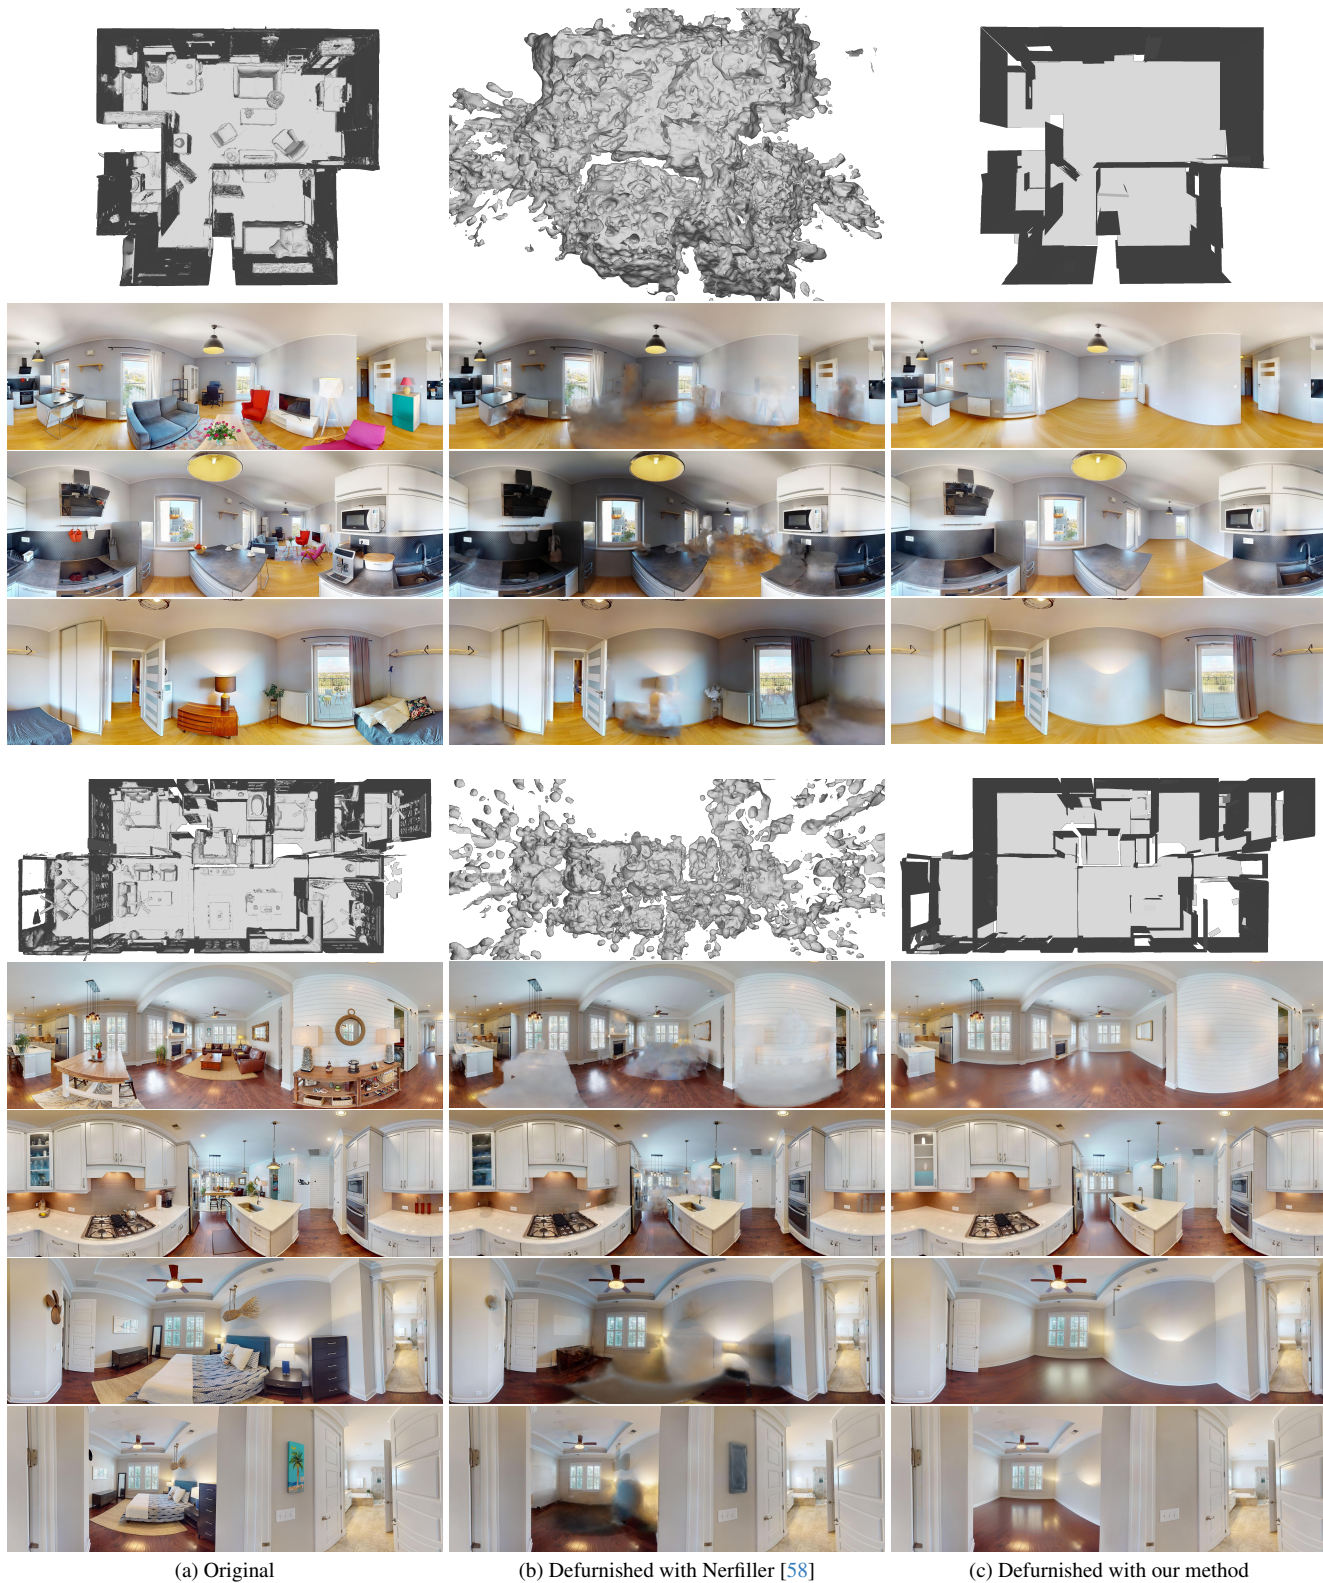 (a) Original
(b) Defurnished with Nerfiller [58]
(c) Defurnished with our method